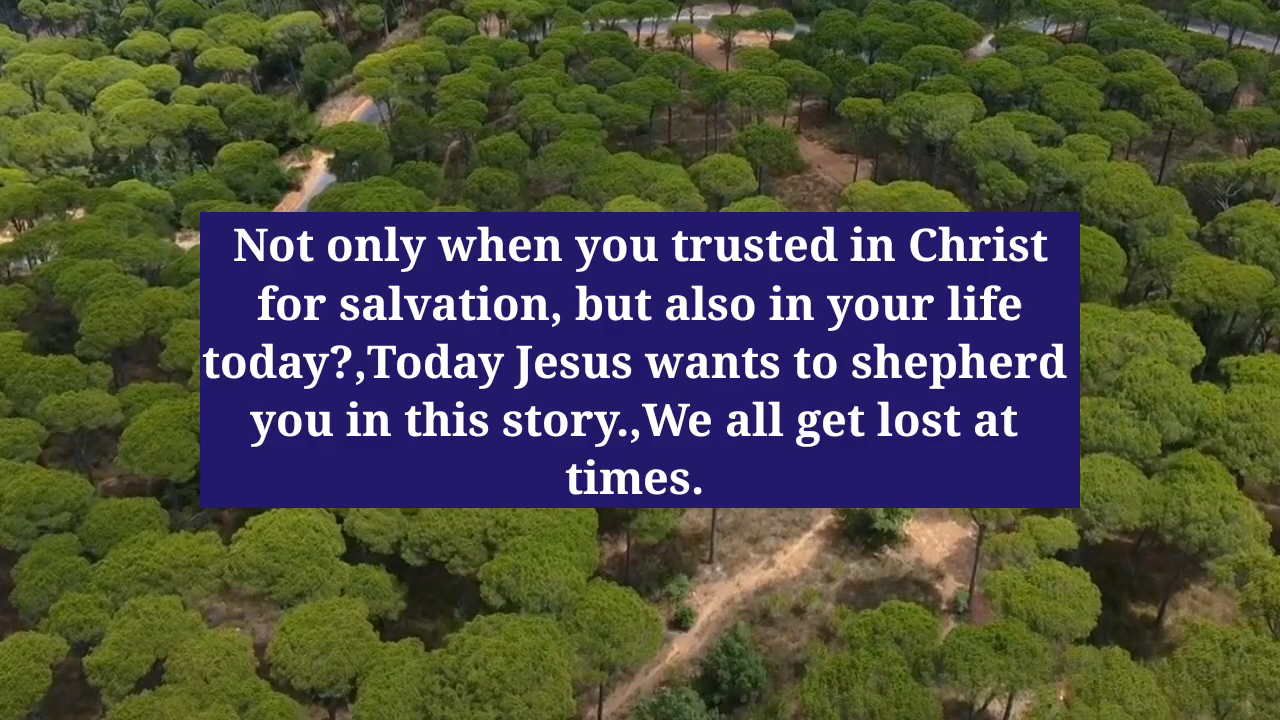 Not only when you trusted in Christ
for salvation, but also in your life
today?,Today Jesus wants to shepherd
you in this story.,We all get lost at
times.